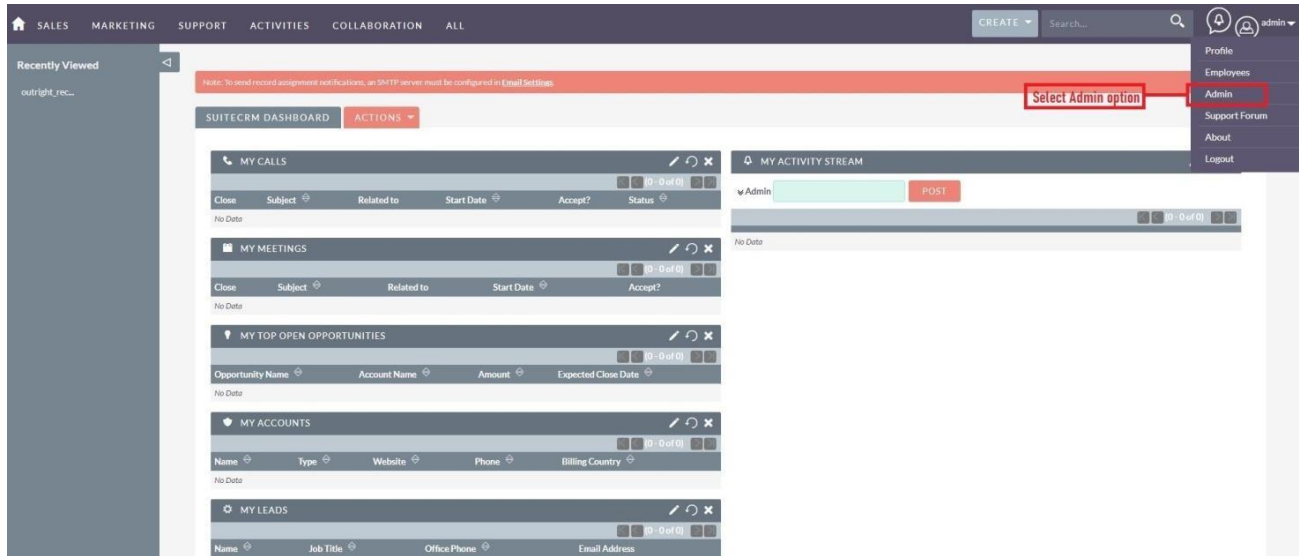 SALES MARKETING SUPPORT ACTIVITIES COLLABORATION ALL CREATE Search... admin
Profile
Employees
Admin
Support Forum
About
Logout
Select Admin option
Recently Viewed
outright_rec...
Note: To send record assignment notifications, an SMTP server must be configured in Email Settings.
SUITECRM DASHBOARD ACTIONS
MY CALLS
(0 - 0 of 0)
Close Subject Related to Start Date Accept? Status
No Data
MY MEETINGS
(0 - 0 of 0)
Close Subject Related to Start Date Accept?
No Data
MY TOP OPEN OPPORTUNITIES
(0 - 0 of 0)
Opportunity Name Account Name Amount Expected Close Date
No Data
MY ACCOUNTS
(0 - 0 of 0)
Name Type Website Phone Billing Country
No Data
MY LEADS
(0 - 0 of 0)
Name Job Title Office Phone Email Address
MY ACTIVITY STREAM
Admin POST
(0 - 0 of 0)
No Data